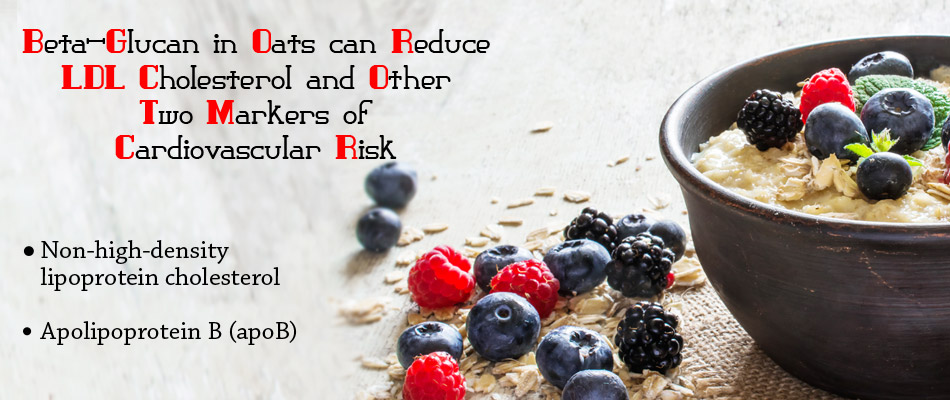 Beta-Glucan in Oats can Reduce
LDL Cholesterol and Other
Two Markers of
Cardiovascular Risk
• Non-high-density
lipoprotein cholesterol
• Apolipoprotein B (apoB)